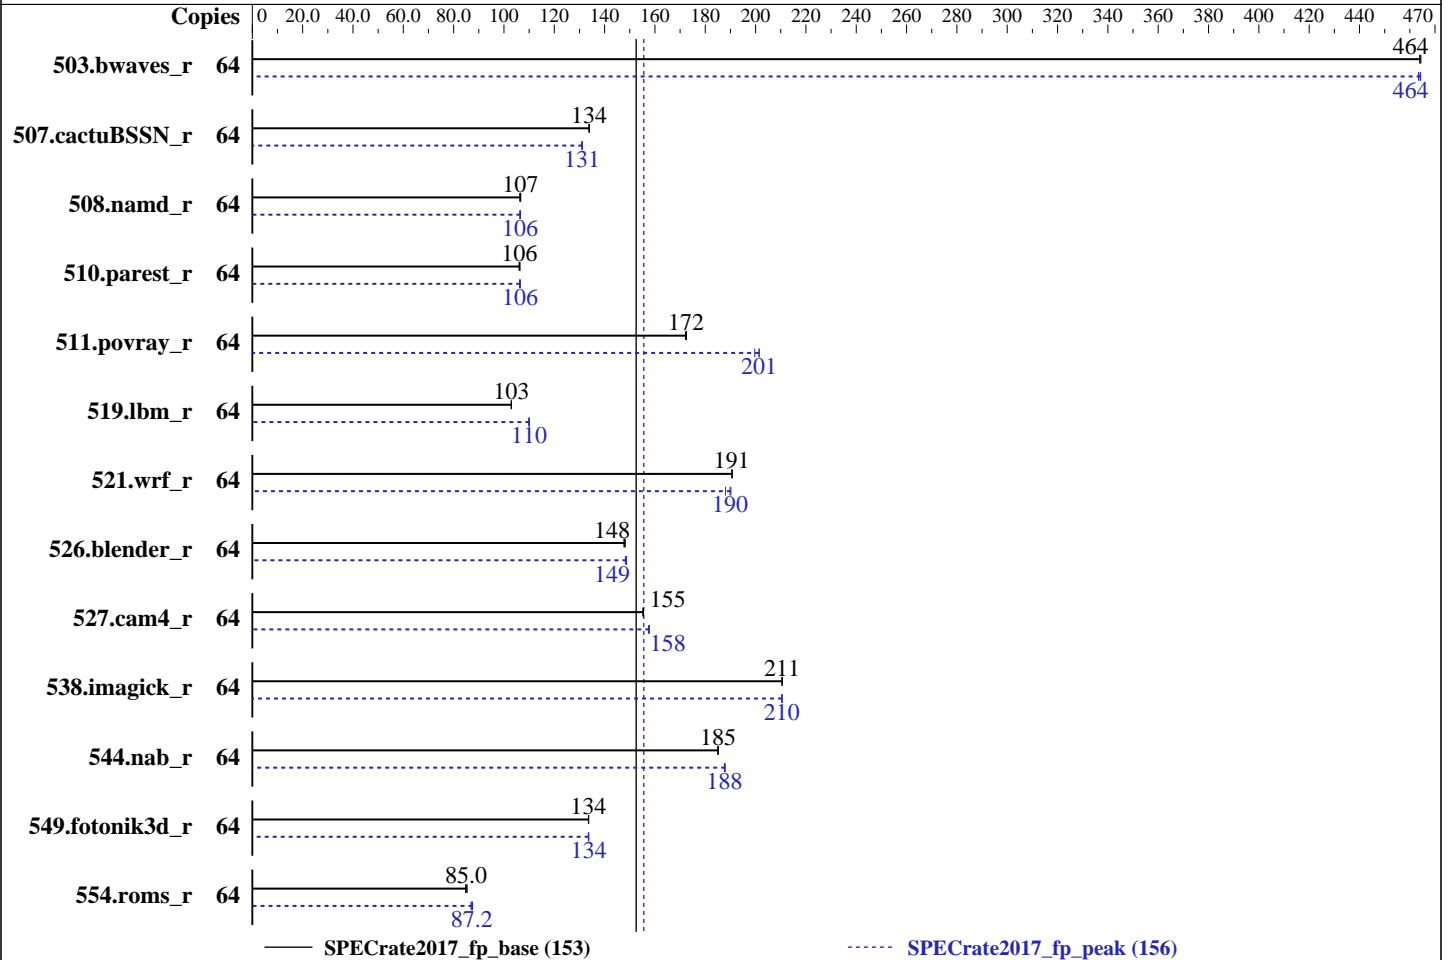 Copies 0 20.0 40.0 60.0 80.0 100 120 140 160 180 200 220 240 260 280 300 320 340 360 380 400 420 440 470
464
503.bwaves_r 64
464
134
507.cactuBSSN_r 64
131
107
508.namd_r 64
106
106
510.parest_r 64
106
172
511.povray_r 64
201
103
519.lbm_r 64
110
191
521.wrf_r 64
190
148
526.blender_r 64
149
155
527.cam4_r 64
158
211
538.imagick_r 64
210
185
544.nab_r 64
188
134
549.fotonik3d_r 64
134
85.0
554.roms_r 64
87.2
SPECrate2017_fp_base (153) SPECrate2017_fp_peak (156)